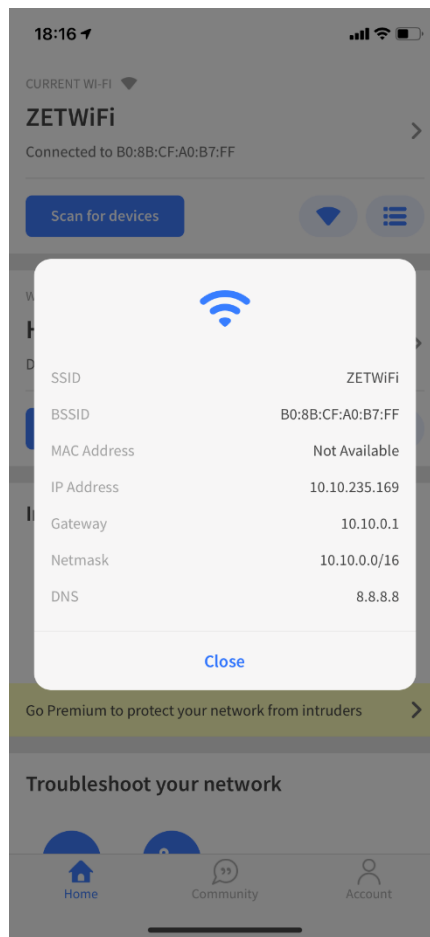 18:16
CURRENT WI-FI
ZETWiFi
Connected to B0:8B:CF:A0:B7:FF
Scan for devices
SSID ZETWiFi
BSSID B0:8B:CF:A0:B7:FF
MAC Address Not Available
IP Address 10.10.235.169
Gateway 10.10.0.1
Netmask 10.10.0.0/16
DNS 8.8.8.8
Close
Go Premium to protect your network from intruders
Troubleshoot your network
Home Community Account